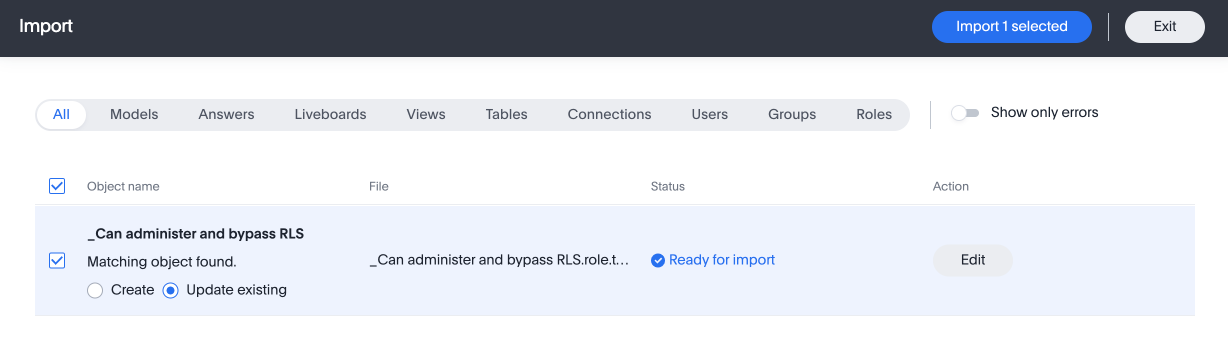 Import
Import 1 selected
Exit
All Models Answers Liveboards Views Tables Connections Users Groups Roles
Show only errors
Object name File Status Action
_Can administer and bypass RLS
Matching object found.
_Can administer and bypass RLS.role.t...
Ready for import
Edit
Create Update existing